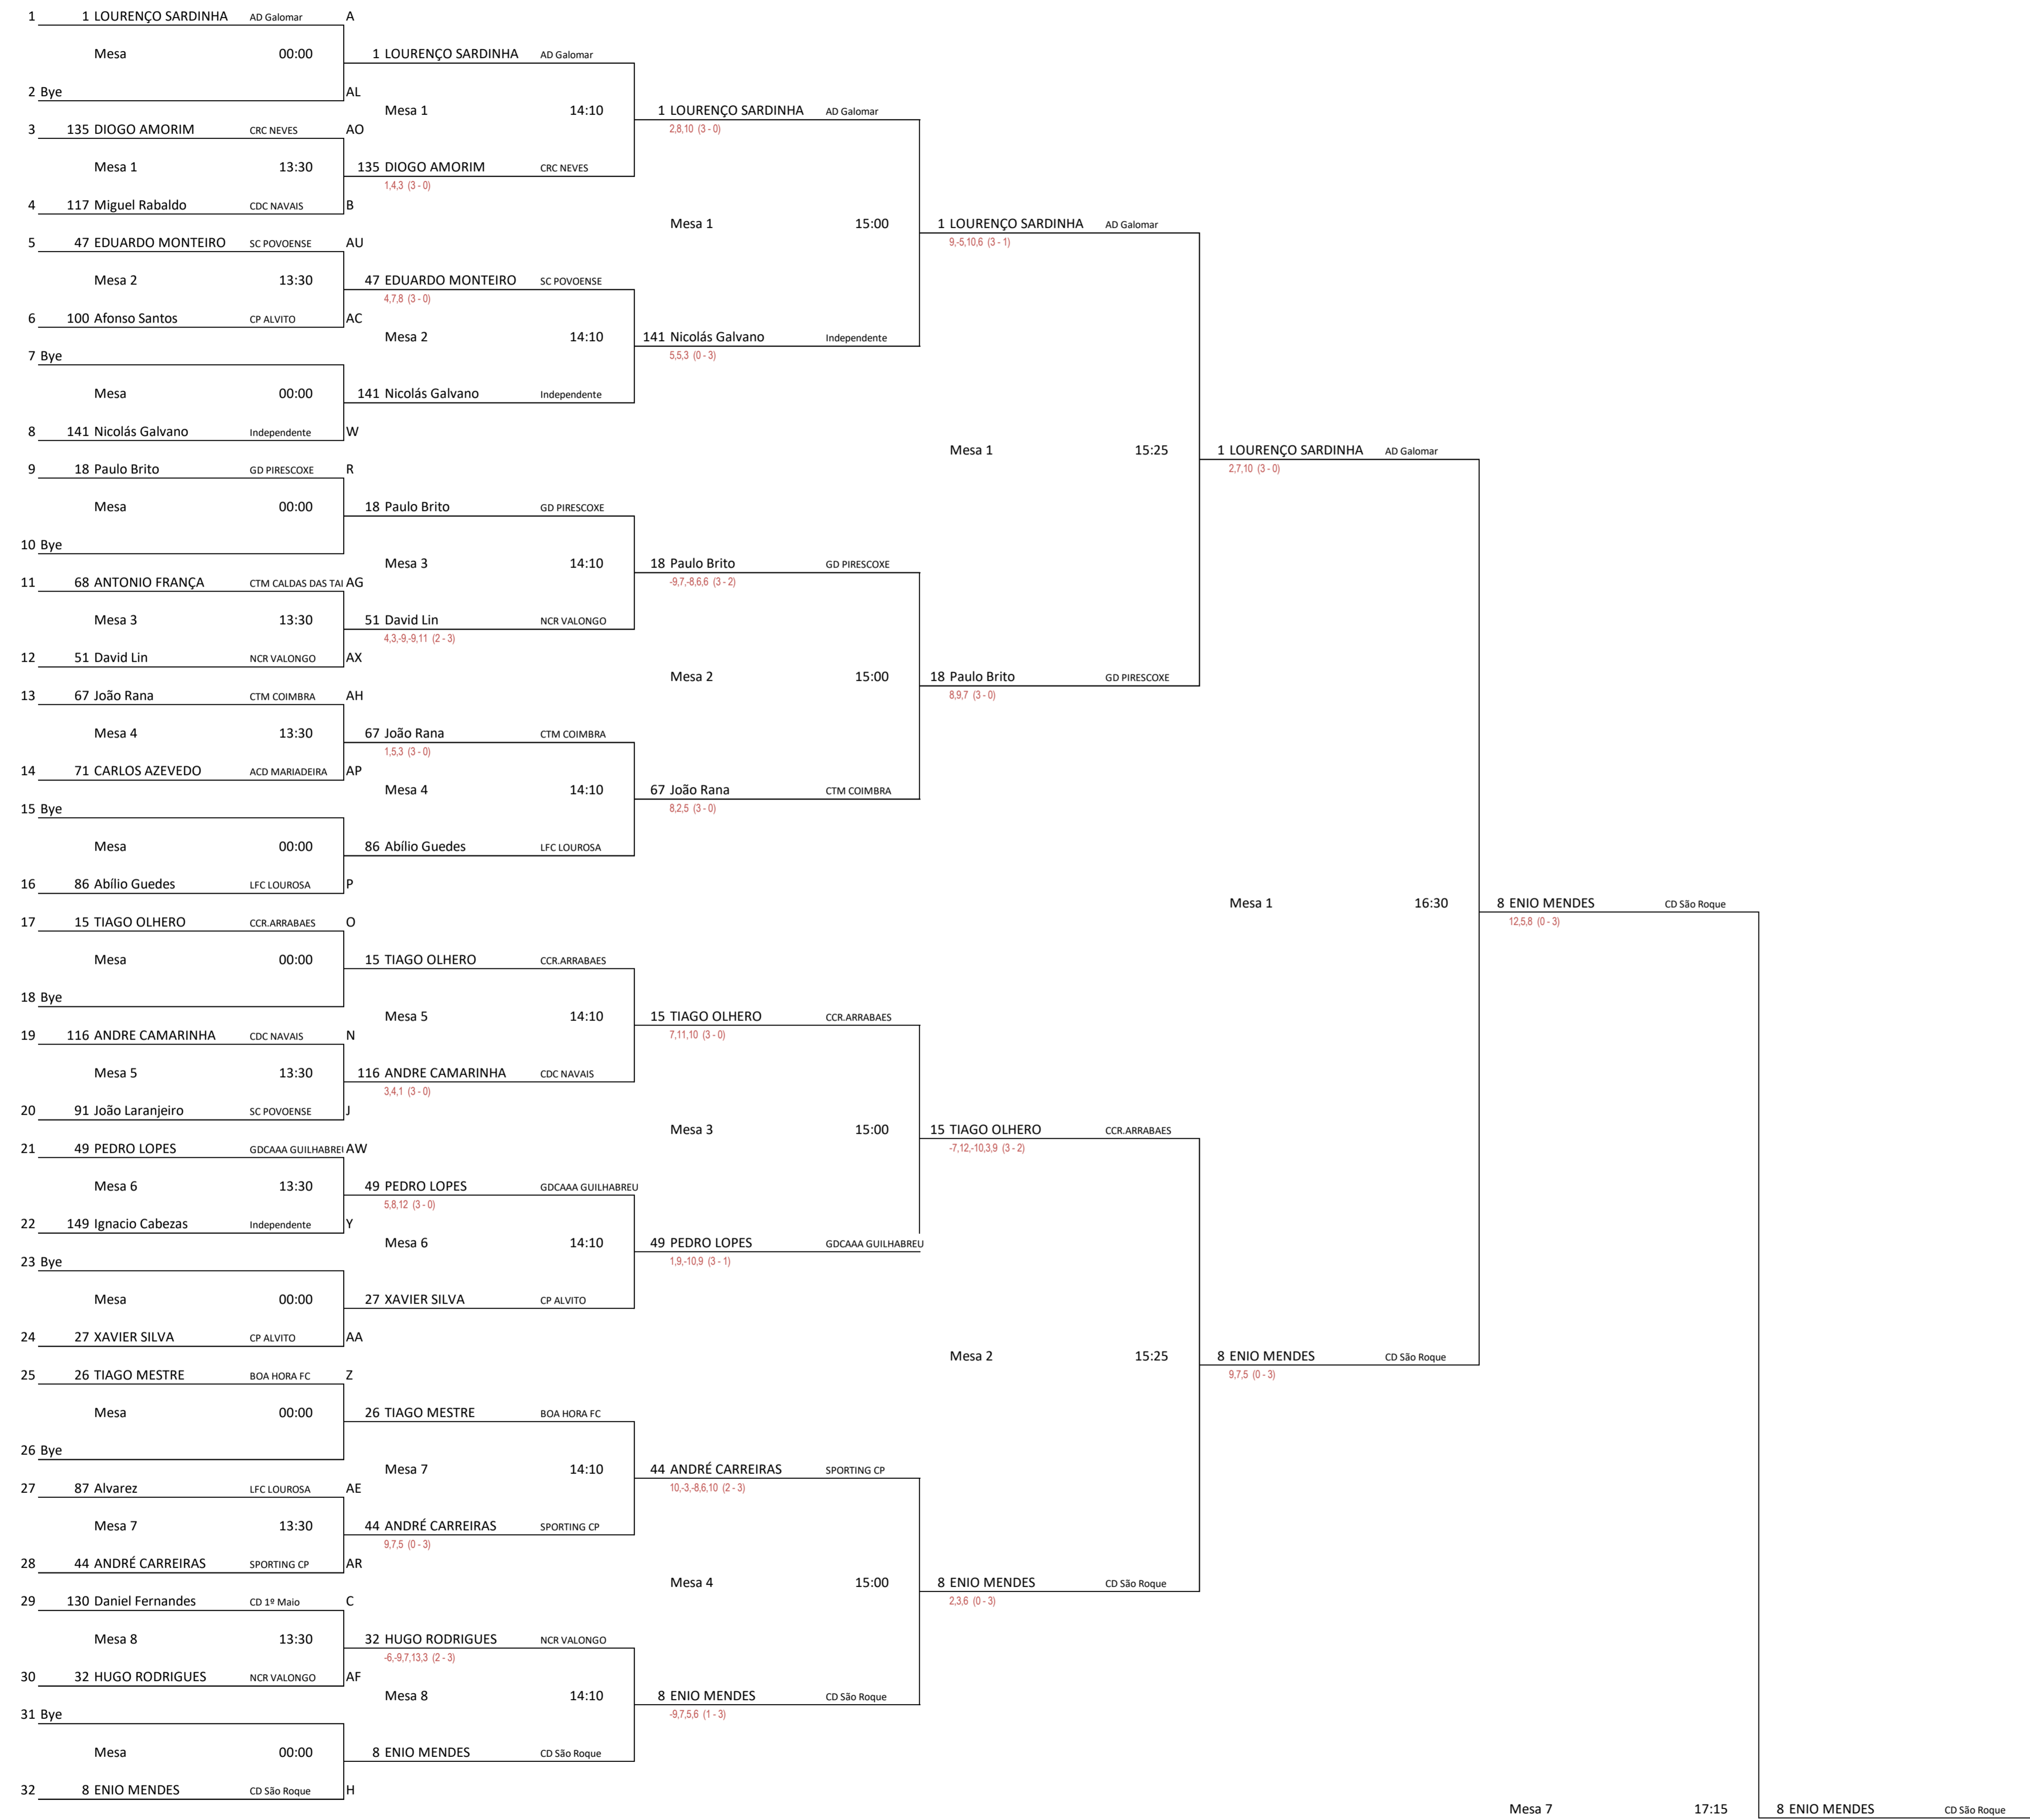 1 1 LOURENÇO SARDINHA AD Galomar A
Mesa 00:00 1 LOURENÇO SARDINHA AD Galomar
2 Bye AL
Mesa 1 14:10 1 LOURENÇO SARDINHA AD Galomar
3 135 DIOGO AMORIM CRC NEVES AO 2,8,10 (3 - 0)
Mesa 1 13:30 135 DIOGO AMORIM CRC NEVES
1,4,3 (3 - 0)
4 117 Miguel Rabaldo CDC NAVAIS B
Mesa 1 15:00 1 LOURENÇO SARDINHA AD Galomar
5 47 EDUARDO MONTEIRO SC POVOENSE AU 9,-5,10,6 (3 - 1)
Mesa 2 13:30 47 EDUARDO MONTEIRO SC POVOENSE
4,7,8 (3 - 0)
6 100 Afonso Santos CP ALVITO AC
Mesa 2 14:10 141 Nicolás Galvano Independente
7 Bye 5,5,3 (0 - 3)
Mesa 00:00 141 Nicolás Galvano Independente
8 141 Nicolás Galvano Independente W
Mesa 1 15:25 1 LOURENÇO SARDINHA AD Galomar
9 18 Paulo Brito GD PIRESCOXE R 2,7,10 (3 - 0)
Mesa 00:00 18 Paulo Brito GD PIRESCOXE
10 Bye
Mesa 3 14:10 18 Paulo Brito GD PIRESCOXE
11 68 ANTONIO FRANÇA CTM CALDAS DAS TAI AG -9,7,-8,6,6 (3 - 2)
Mesa 3 13:30 51 David Lin NCR VALONGO
4,3,-9,-9,11 (2 - 3)
12 51 David Lin NCR VALONGO AX
Mesa 2 15:00 18 Paulo Brito GD PIRESCOXE
13 67 João Rana CTM COIMBRA AH 8,9,7 (3 - 0)
Mesa 4 13:30 67 João Rana CTM COIMBRA
1,5,3 (3 - 0)
14 71 CARLOS AZEVEDO ACD MARIADEIRA AP
Mesa 4 14:10 67 João Rana CTM COIMBRA
15 Bye 8,2,5 (3 - 0)
Mesa 00:00 86 Abílio Guedes LFC LOUROSA
16 86 Abílio Guedes LFC LOUROSA P
Mesa 1 16:30 8 ENIO MENDES CD São Roque
17 15 TIAGO OLHERO CCR.ARRABAES O 12,5,8 (0 - 3)
Mesa 00:00 15 TIAGO OLHERO CCR.ARRABAES
18 Bye
Mesa 5 14:10 15 TIAGO OLHERO CCR.ARRABAES
19 116 ANDRE CAMARINHA CDC NAVAIS N 7,11,10 (3 - 0)
Mesa 5 13:30 116 ANDRE CAMARINHA CDC NAVAIS
3,4,1 (3 - 0)
20 91 João Laranjeiro SC POVOENSE J
Mesa 3 15:00 15 TIAGO OLHERO CCR.ARRABAES
21 49 PEDRO LOPES GDCAAA GUILHABREU AW -7,12,-10,3,9 (3 - 2)
Mesa 6 13:30 49 PEDRO LOPES GDCAAA GUILHABREU
5,8,12 (3 - 0)
22 149 Ignacio Cabezas Independente Y
Mesa 6 14:10 49 PEDRO LOPES GDCAAA GUILHABREU
23 Bye 1,9,-10,9 (3 - 1)
Mesa 00:00 27 XAVIER SILVA CP ALVITO
24 27 XAVIER SILVA CP ALVITO AA
Mesa 2 15:25 8 ENIO MENDES CD São Roque
25 26 TIAGO MESTRE BOA HORA FC Z 9,7,5 (0 - 3)
Mesa 00:00 26 TIAGO MESTRE BOA HORA FC
26 Bye
Mesa 7 14:10 44 ANDRÉ CARREIRAS SPORTING CP
27 87 Alvarez LFC LOUROSA AE 10,-3,-8,6,10 (2 - 3)
Mesa 7 13:30 44 ANDRÉ CARREIRAS SPORTING CP
9,7,5 (0 - 3)
28 44 ANDRÉ CARREIRAS SPORTING CP AR
Mesa 4 15:00 8 ENIO MENDES CD São Roque
29 130 Daniel Fernandes CD 1º Maio C 2,3,6 (0 - 3)
Mesa 8 13:30 32 HUGO RODRIGUES NCR VALONGO
-6,-9,7,13,3 (2 - 3)
30 32 HUGO RODRIGUES NCR VALONGO AF
Mesa 8 14:10 8 ENIO MENDES CD São Roque
31 Bye -9,7,5,6 (1 - 3)
Mesa 00:00 8 ENIO MENDES CD São Roque
32 8 ENIO MENDES CD São Roque H
Mesa 7 17:15 8 ENIO MENDES CD São Roque